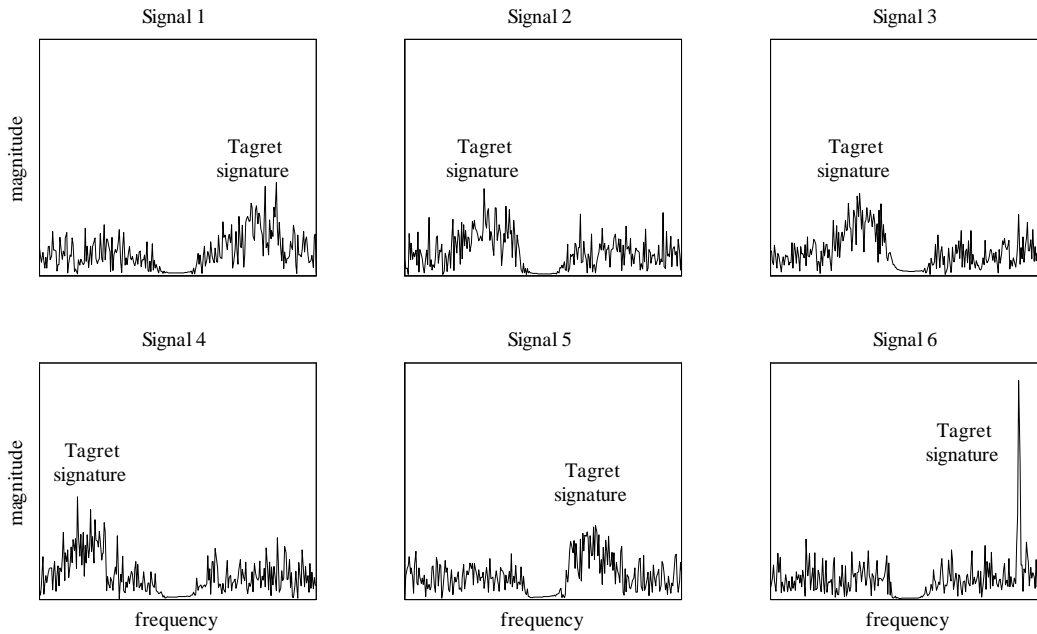 Signal 1
Signal 2
Signal 3
magnitude
Tagret
signature
Tagret
signature
Tagret
signature
Signal 4
Signal 5
Signal 6
magnitude
Tagret
signature
Tagret
signature
Tagret
signature
frequency
frequency
frequency